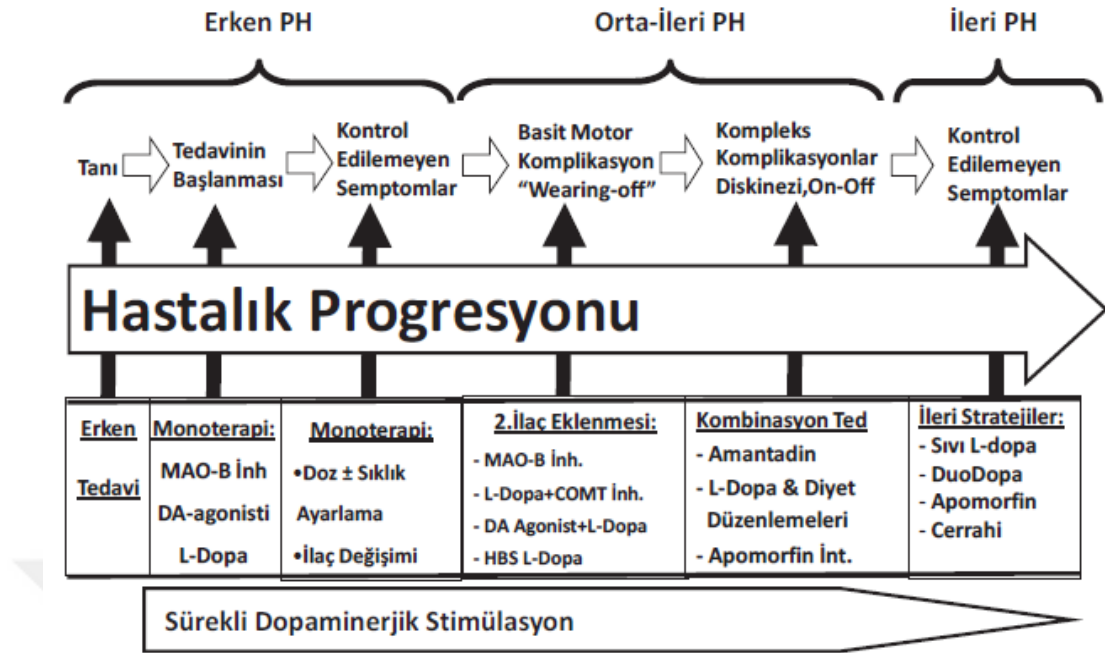 Erken PH
Orta-İleri PH
İleri PH
Tanı
Tedavinin
Başlanması
Kontrol
Edilemeyen
Semptomlar
Basit Motor
Komplikasyon
“Wearing-off”
Kompleks
Komplikasyonlar
Diskinezi,On-Off
Kontrol
Edilemeyen
Semptomlar
Hastalık Progresyonu
Erken
Tedavi
Monoterapi:
MAO-B İnh
DA-agonisti
L-Dopa
Monoterapi:
•Doz ± Sıklık
Ayarlama
•İlaç Değişimi
2.İlaç Eklenmesi:
- MAO-B İnh.
- L-Dopa+COMT İnh.
- DA Agonist+L-Dopa
- HBS L-Dopa
Kombinasyon Ted
- Amantadin
- L-Dopa & Diyet
Düzenlemeleri
- Apomorfin İnt.
İleri Stratejiler:
- Sıvı L-dopa
- DuoDopa
- Apomorfin
- Cerrahi
Sürekli Dopaminerjik Stimülasyon